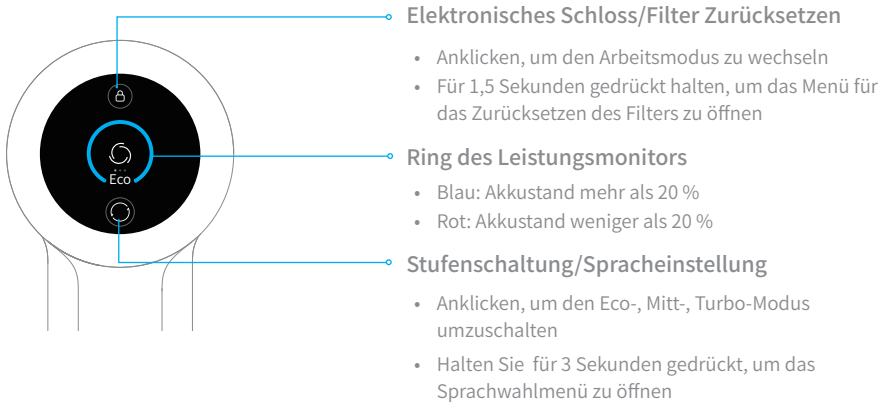 Elektronisches Schloss/Filter Zurücksetzen
• Anklicken, um den Arbeitsmodus zu wechseln
• Für 1,5 Sekunden gedrückt halten, um das Menü für
das Zurücksetzen des Filters zu öffnen
Eco
Ring des Leistungsmonitors
• Blau: Akkustand mehr als 20 %
• Rot: Akkustand weniger als 20 %
Stufenschaltung/Spracheinstellung
• Anklicken, um den Eco-, Mitt-, Turbo-Modus
umzuschalten
• Halten Sie für 3 Sekunden gedrückt, um das
Sprachwahlmenü zu öffnen